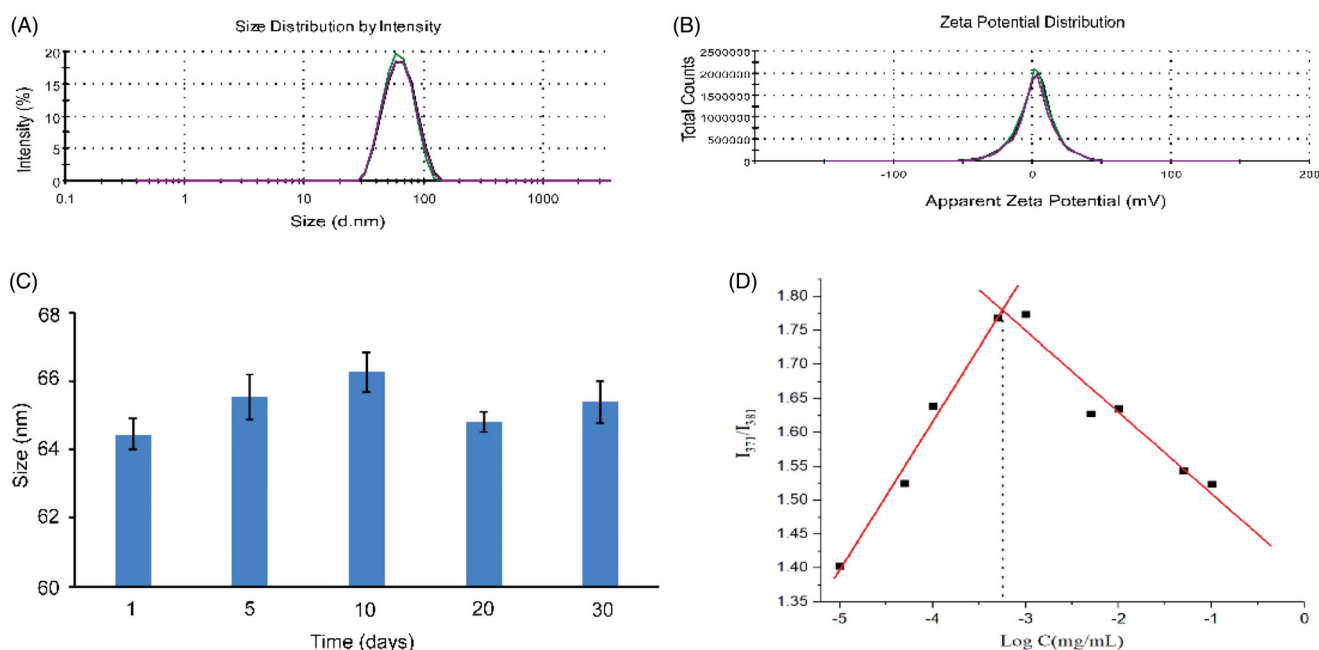 (A)
Size Distribution by Intensity
Intensity (%)
20
15
10
5
0
0.1 1 10 100 1000
Size (d.nm)
(B)
Zeta Potential Distribution
Total Counts
2500000
2000000
1500000
1000000
500000
0
-100 0 100 200
Apparent Zeta Potential (mV)
(C)
Size (nm)
68
66
64
62
60
1 5 10 20 30
Time (days)
(D)
I371/I381
1.80
1.75
1.70
1.65
1.60
1.55
1.50
1.45
1.40
1.35
-5 -4 -3 -2 -1 0
Log C(mg/mL)